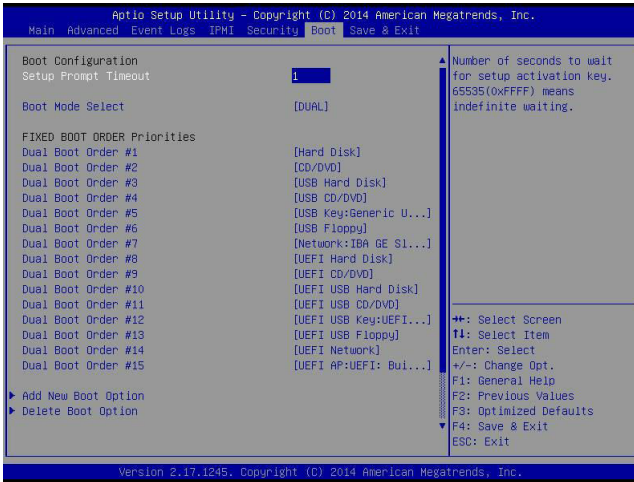 Aptio Setup Utility – Copyright (C) 2014 American Megatrends, Inc.
Main Advanced Event Logs IPMI Security Boot Save & Exit
Boot Configuration
Setup Prompt Timeout 1
Boot Mode Select [DUAL]
FIXED BOOT ORDER Priorities
Dual Boot Order #1 [Hard Disk]
Dual Boot Order #2 [CD/DVD]
Dual Boot Order #3 [USB Hard Disk]
Dual Boot Order #4 [USB CD/DVD]
Dual Boot Order #5 [USB Key:Generic U...]
Dual Boot Order #6 [USB Floppy]
Dual Boot Order #7 [Network:IBA GE Sl...]
Dual Boot Order #8 [UEFI Hard Disk]
Dual Boot Order #9 [UEFI CD/DVD]
Dual Boot Order #10 [UEFI USB Hard Disk]
Dual Boot Order #11 [UEFI USB CD/DVD]
Dual Boot Order #12 [UEFI USB Key:UEFI...]
Dual Boot Order #13 [UEFI USB Floppy]
Dual Boot Order #14 [UEFI Network]
Dual Boot Order #15 [UEFI AP:UEFI: Bui...]
Add New Boot Option
Delete Boot Option
Number of seconds to wait
for setup activation key.
65535(0xFFFF) means
indefinite waiting.
→←: Select Screen
↑↓: Select Item
Enter: Select
+/-: Change Opt.
F1: General Help
F2: Previous Values
F3: Optimized Defaults
F4: Save & Exit
ESC: Exit
Version 2.17.1245. Copyright (C) 2014 American Megatrends, Inc.